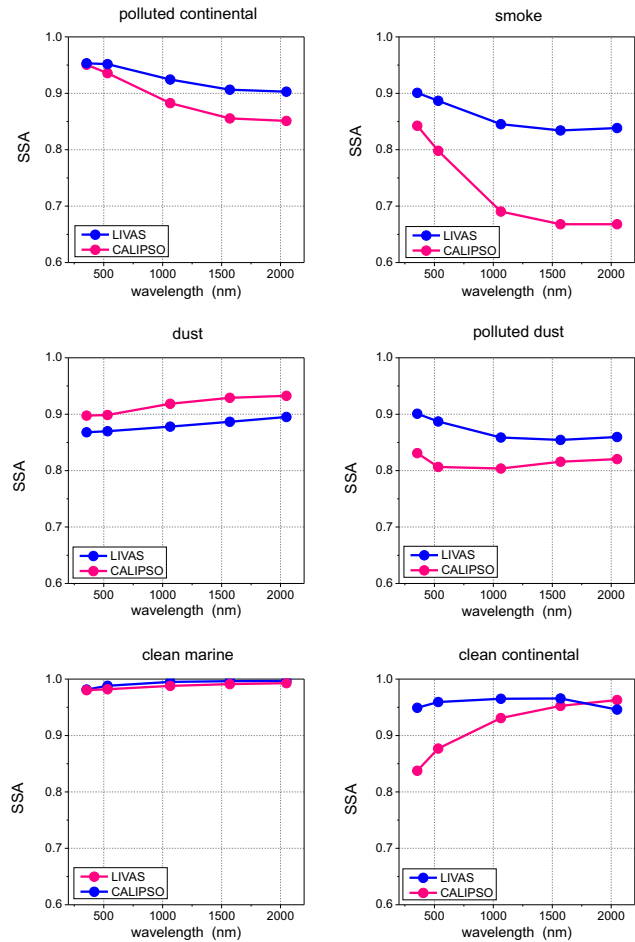 polluted continental
smoke
1.0
0.9
0.8
0.7
0.6
SSA
LIVAS
CALIPSO
500 1000 1500 2000
wavelength (nm)
1.0
0.9
0.8
0.7
0.6
SSA
LIVAS
CALIPSO
500 1000 1500 2000
wavelength (nm)
dust
polluted dust
1.0
0.9
0.8
0.7
0.6
SSA
LIVAS
CALIPSO
500 1000 1500 2000
wavelength (nm)
1.0
0.9
0.8
0.7
0.6
SSA
LIVAS
CALIPSO
500 1000 1500 2000
wavelength (nm)
clean marine
clean continental
1.0
0.9
0.8
0.7
0.6
SSA
LIVAS
CALIPSO
500 1000 1500 2000
wavelength (nm)
1.0
0.9
0.8
0.7
0.6
SSA
LIVAS
CALIPSO
500 1000 1500 2000
wavelength (nm)